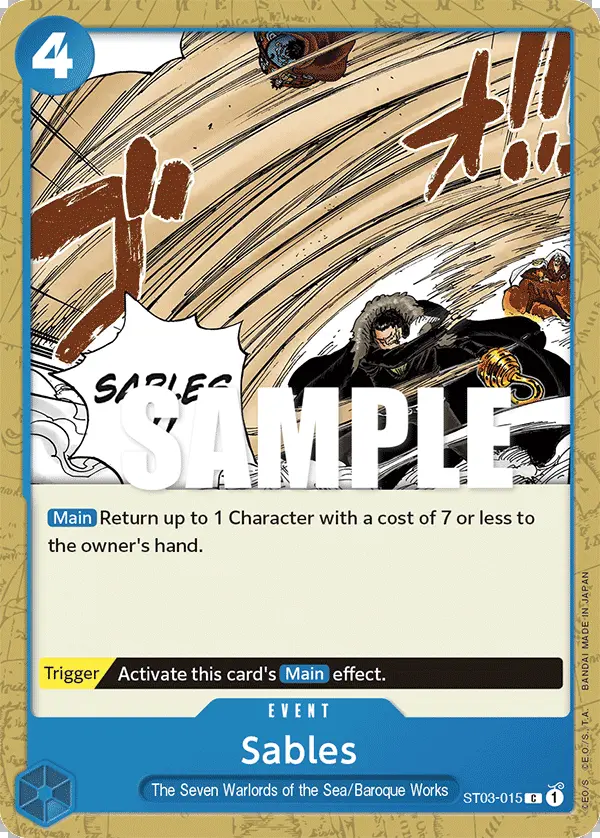 4
ブ
オ!!
SABLES
SAMPLE
Main Return up to 1 Character with a cost of 7 or less to
the owner's hand.
Trigger Activate this card's Main effect.
EVENT
Sables
The Seven Warlords of the Sea/Baroque Works
ST03-015 C 1
©E.O./S., ©E.O./S.,T.A. BANDAI MADE IN JAPAN